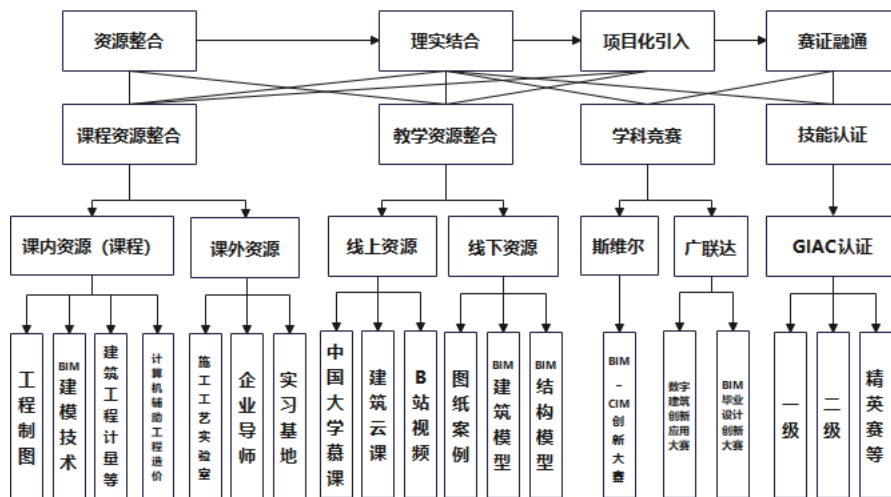 资源整合
理实结合
项目化引入
赛证融通
课程资源整合
教学资源整合
学科竞赛
技能认证
课内资源（课程）
课外资源
线上资源
线下资源
斯维尔
广联达
GIAC认证
工程制图
BIM建模技术
建筑工程计量等
计算机辅助工程造价
施工工艺实验室
企业导师
实习基地
中国大学慕课
建筑云课
B站视频
图纸案例
BIM建筑模型
BIM结构模型
BIM-CIM创新大赛
数字
建筑
创新
应用
大赛
BIM
毕业
设计
创新
大赛
一级
二级
精英赛等